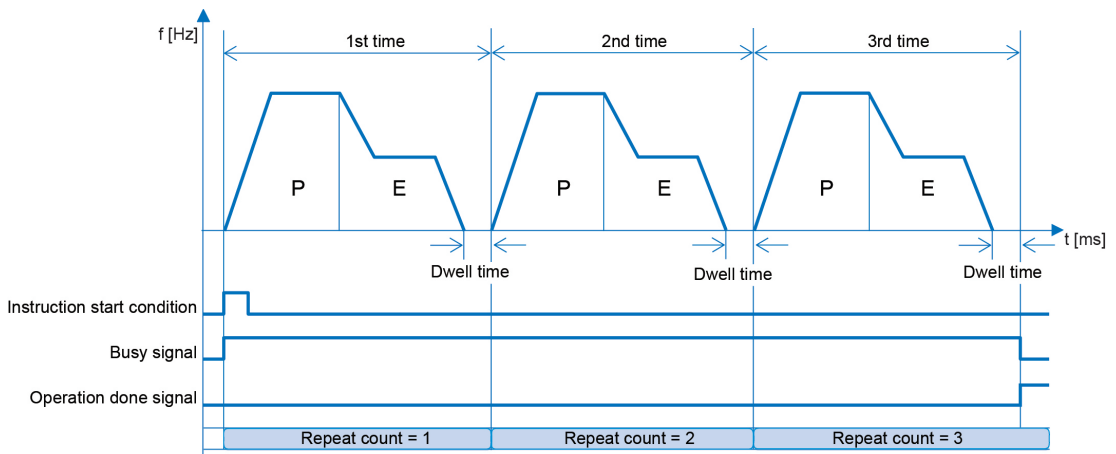 f [Hz]
1st time
2nd time
3rd time
P
E
P
E
P
E
t [ms]
Dwell time
Dwell time
Dwell time
Instruction start condition
Busy signal
Operation done signal
Repeat count = 1
Repeat count = 2
Repeat count = 3